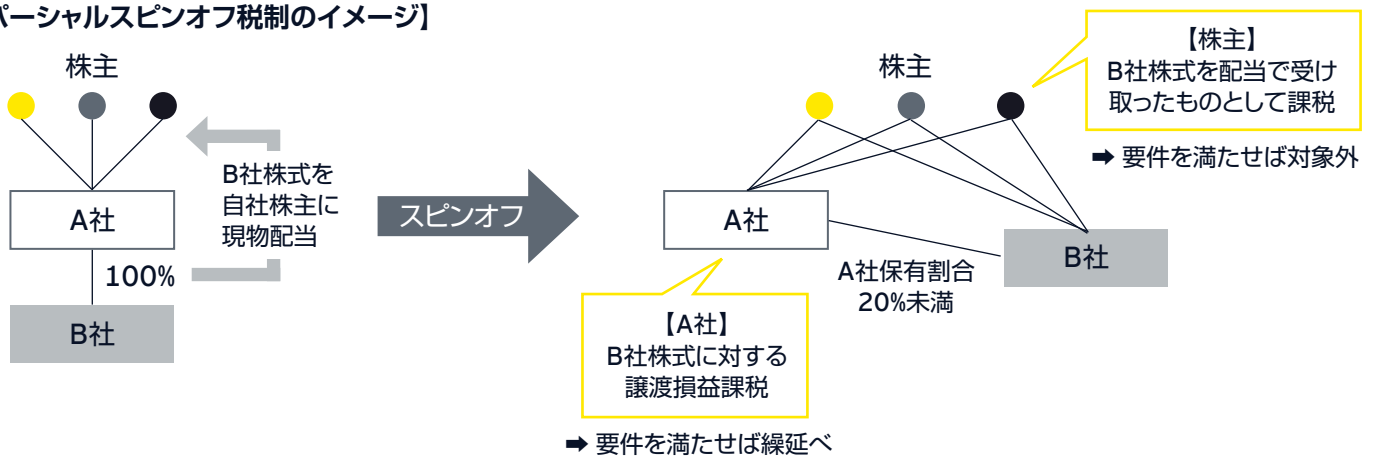 パーシャルスピンオフ税制のイメージ】
株主
A社
100%
B社
B社株式を
自社株主に
現物配当
スピンオフ
株主
【株主】
B社株式を配当で受け
取ったものとして課税
➡ 要件を満たせば対象外
A社
B社
A社保有割合
20%未満
【A社】
B社株式に対する
譲渡損益課税
➡ 要件を満たせば繰延べ